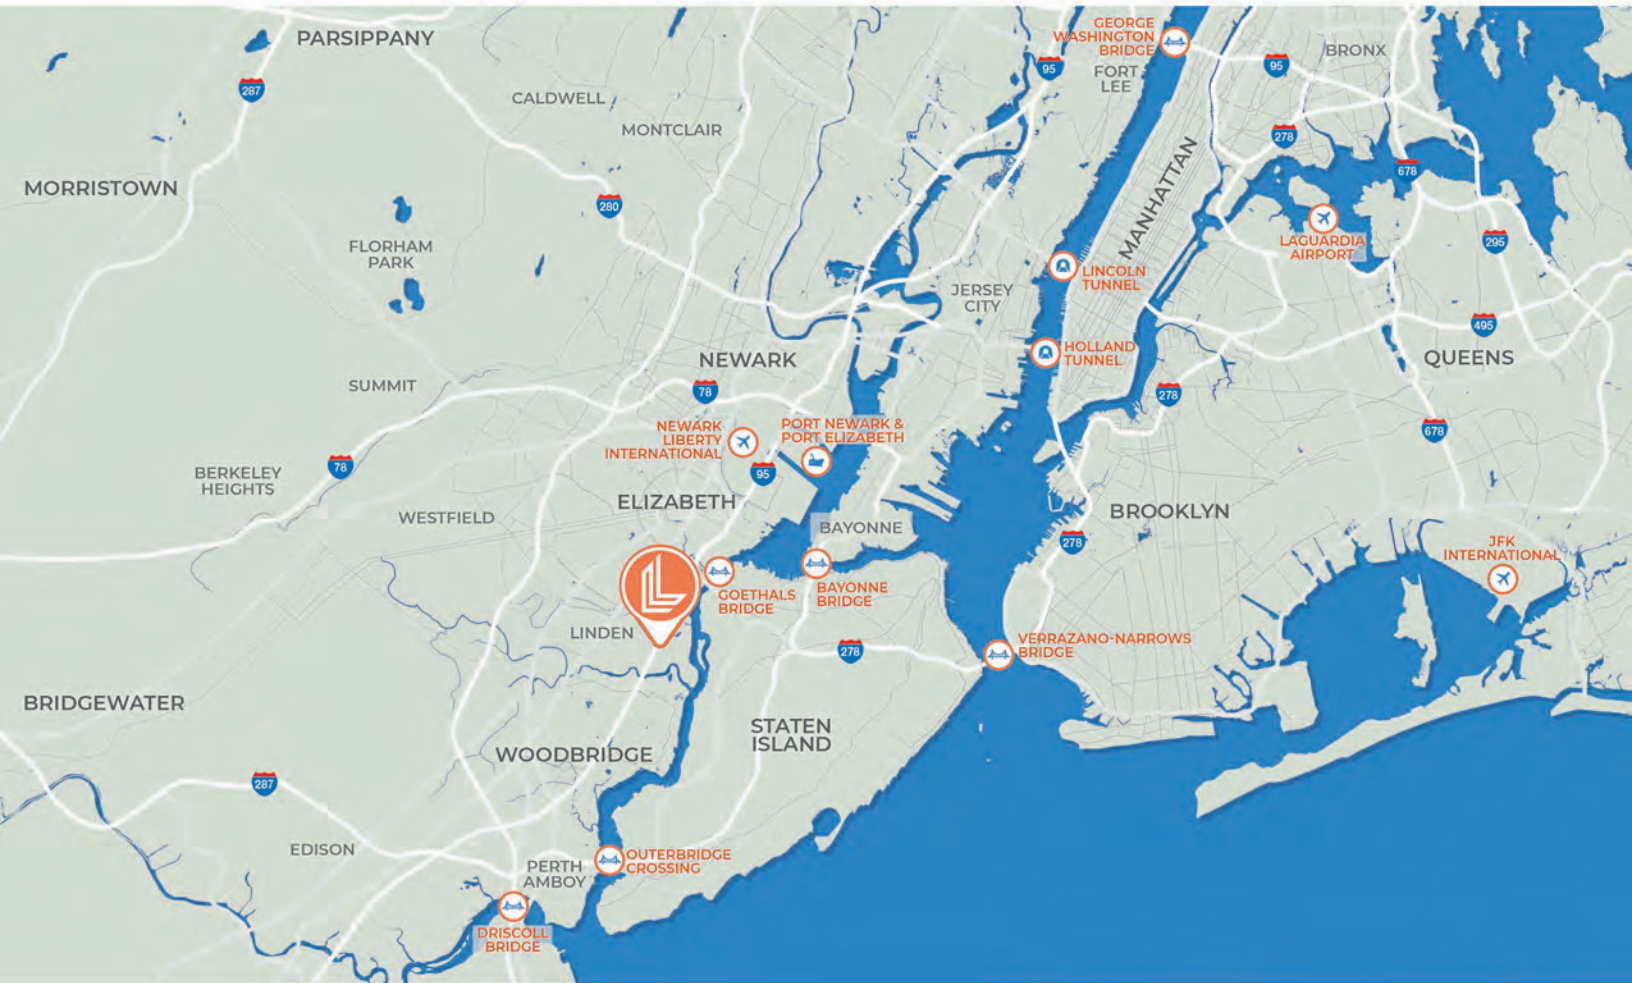 GEORGE
WASHINGTON
BRIDGE
PARSIPPANY
BRONX
95
95
FORT
LEE
287
CALDWELL
MONTCLAIR
278
MANHATTAN
678
MORRISTOWN
280
LAGUARDIA
AIRPORT
295
FLORHAM
PARK
LINCOLN
TUNNEL
JERSEY
CITY
495
HOLLAND
TUNNEL
QUEENS
NEWARK
SUMMIT
78
278
NEWARK
LIBERTY
INTERNATIONAL
PORT NEWARK &
PORT ELIZABETH
678
78
95
BERKELEY
HEIGHTS
ELIZABETH
WESTFIELD
BAYONNE
BROOKLYN
278
JFK
INTERNATIONAL
GOETHALS
BRIDGE
BAYONNE
BRIDGE
LINDEN
278
VERRAZANO-NARROWS
BRIDGE
BRIDGEWATER
STATEN
ISLAND
WOODBRIDGE
287
EDISON
PERTH
AMBOY
OUTERBRIDGE
CROSSING
DRISCOLL
BRIDGE